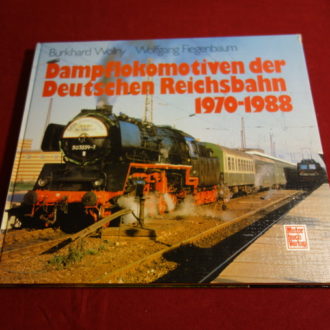 Burkhard Wollny Wolfgang Fiegenbaum
Dampflokomotiven der
Deutschen Reichsbahn
1970-1988
Motor
buch
Verlag